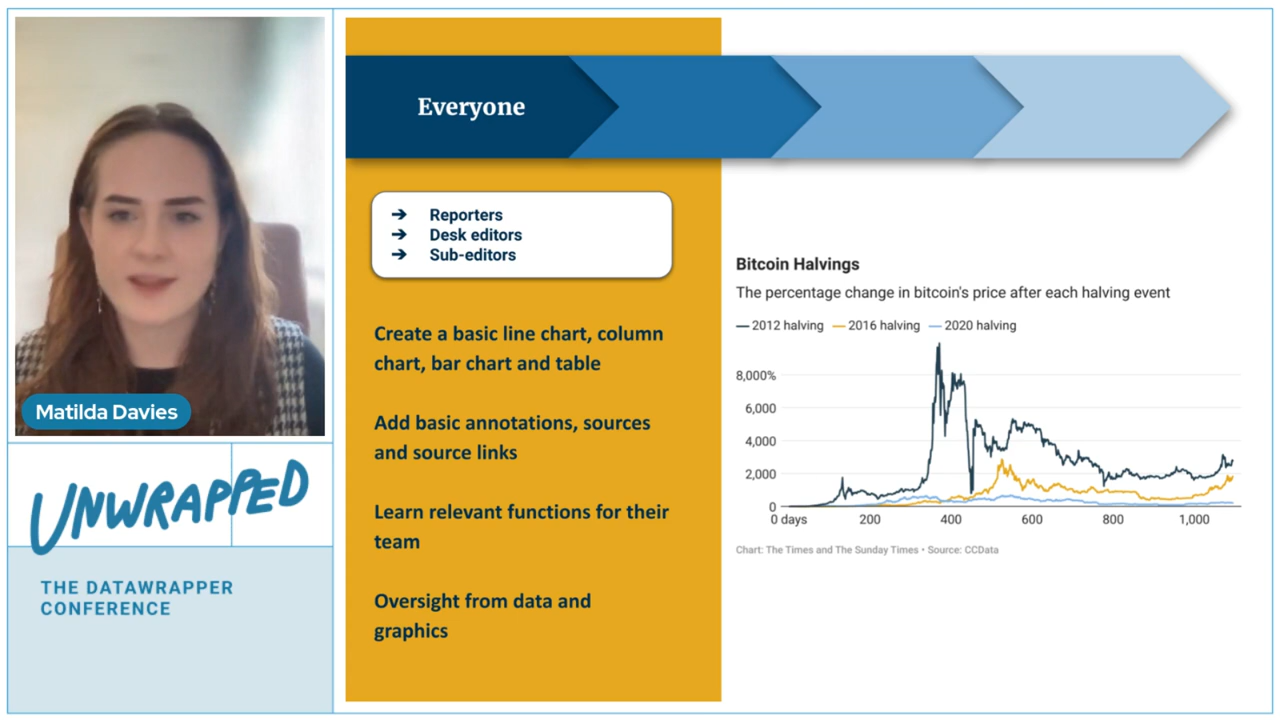 Matilda Davies
UNWRAPPED
THE DATAWRAPPER
CONFERENCE
Everyone
➔ Reporters
➔ Desk editors
➔ Sub-editors
Create a basic line chart, column
chart, bar chart and table
Add basic annotations, sources
and source links
Learn relevant functions for their
team
Oversight from data and
graphics
Bitcoin Halvings
The percentage change in bitcoin's price after each halving event
2012 halving 2016 halving 2020 halving
8,000%
6,000
4,000
2,000
0
0 days 200 400 600 800 1,000
Chart: The Times and The Sunday Times • Source: CCData